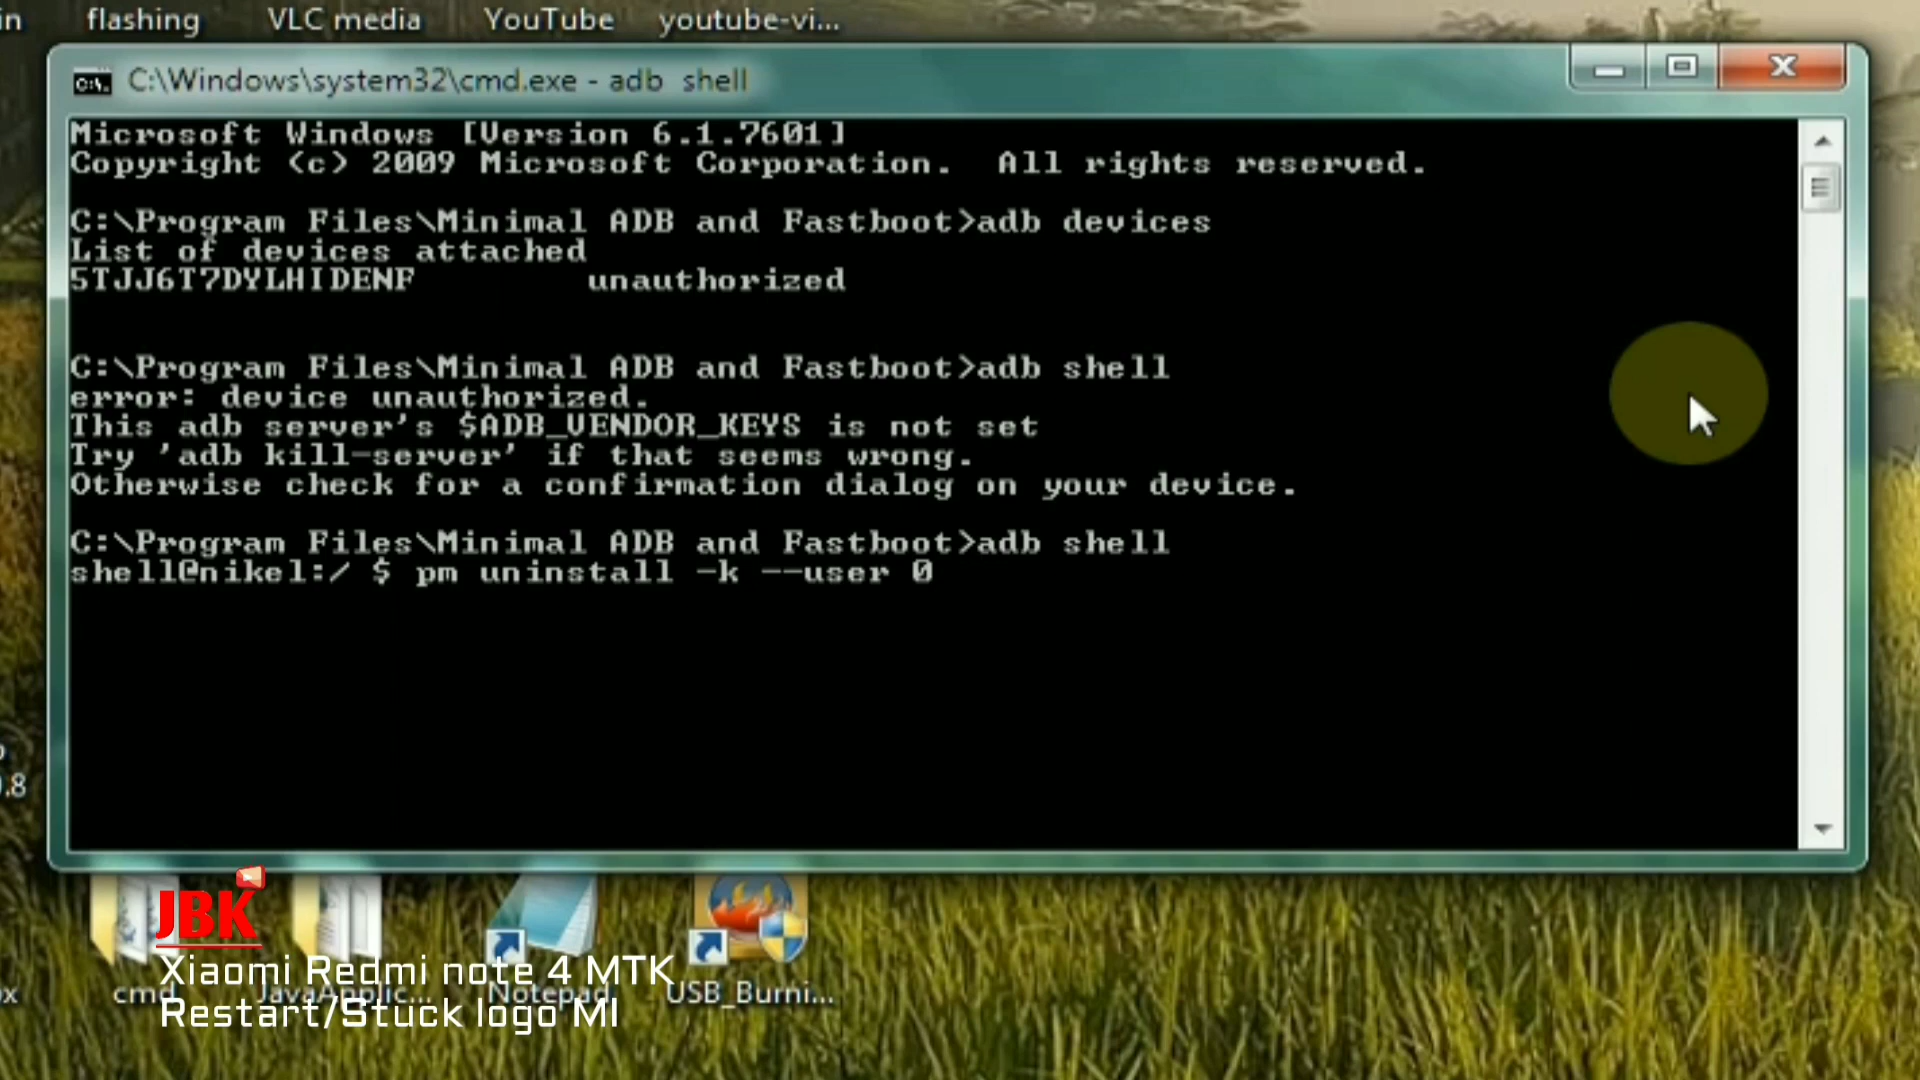 in flashing VLC media YouTube youtube-vi...
C:\Windows\system32\cmd.exe - adb  shell
Microsoft Windows [Version 6.1.7601]
Copyright (c) 2009 Microsoft Corporation.  All rights reserved.
C:\Program Files\Minimal ADB and Fastboot>adb devices
List of devices attached
5TJJ6T7DYLHIDENF        unauthorized
C:\Program Files\Minimal ADB and Fastboot>adb shell
error: device unauthorized.
This adb server's $ADB_VENDOR_KEYS is not set
Try 'adb kill-server' if that seems wrong.
Otherwise check for a confirmation dialog on your device.
C:\Program Files\Minimal ADB and Fastboot>adb shell
shell@nikel:/ $ pm uninstall -k --user 0
.8
JBK
Xiaomi Redmi note 4 MTK
cmd JavaApplic... Notepad USB_Burni...
Restart/Stuck logo MI